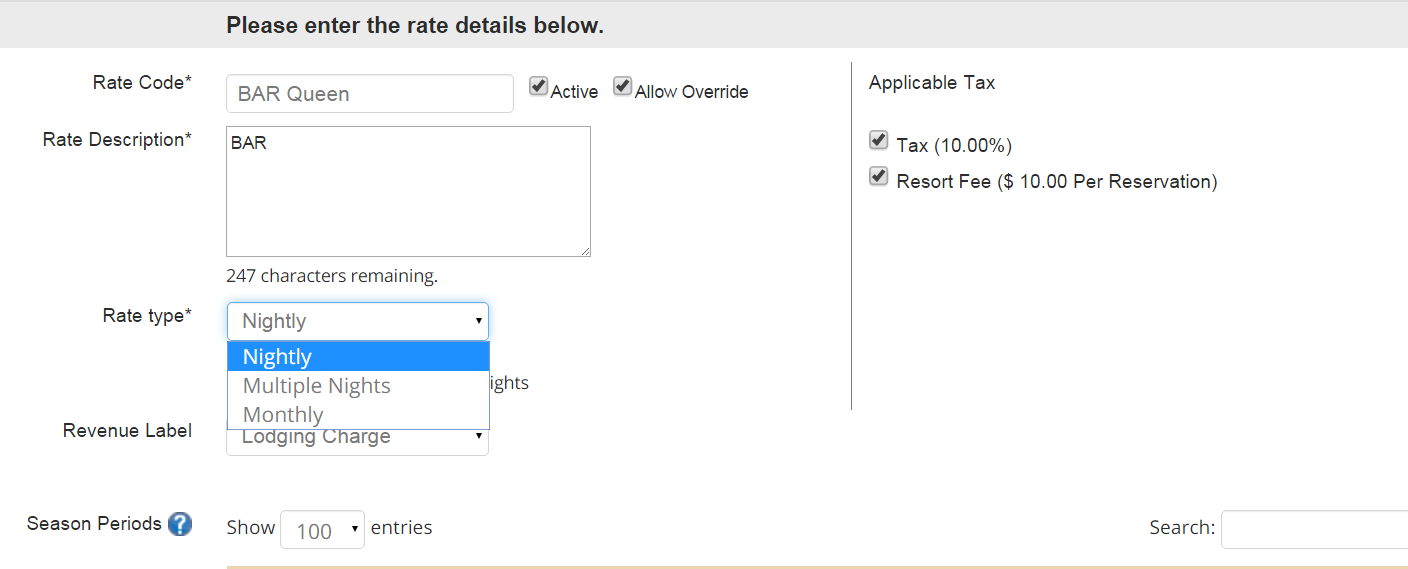 Please enter the rate details below.
Rate Code* BAR Queen Active Allow Override
Applicable Tax
Rate Description* BAR
Tax (10.00%)
Resort Fee ($ 10.00 Per Reservation)
247 characters remaining.
Rate type* Nightly
Nightly
Multiple Nights
ights
Monthly
Revenue Label Lodging Charge
Season Periods ? Show 100 entries Search: